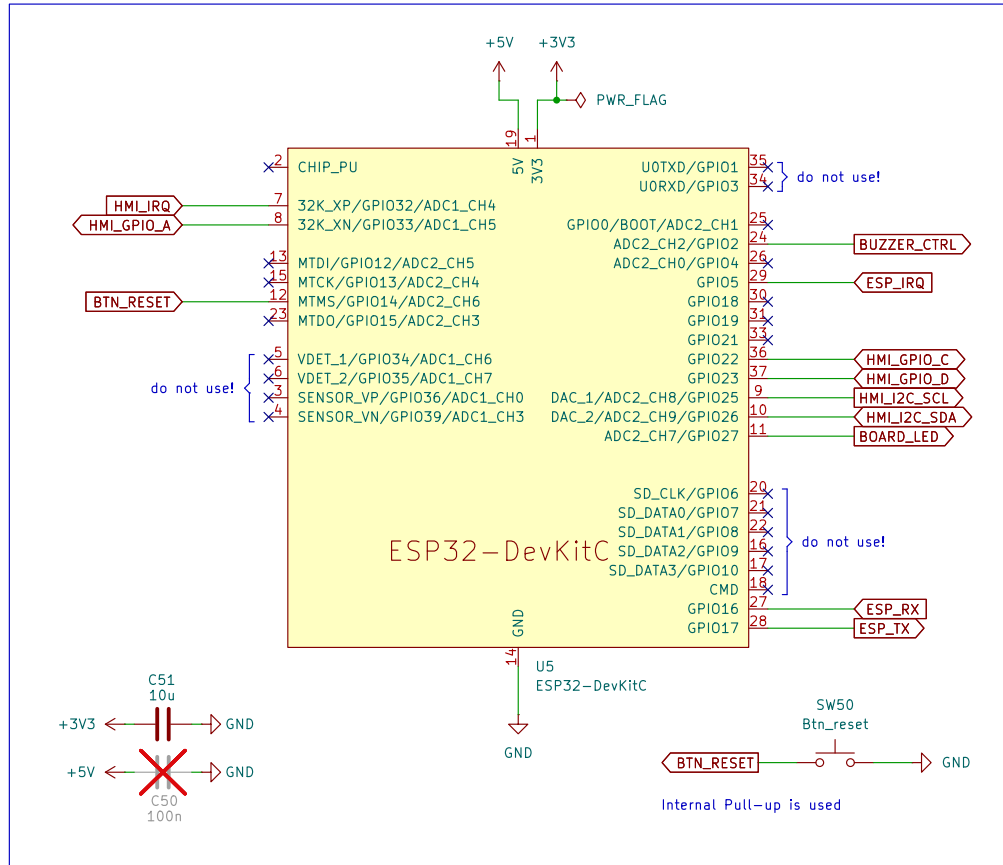 +5V +3V3
PWR_FLAG
19 1
5V 3V3
2 CHIP_PU U0TXD/GPIO1 35
do not use!
U0RXD/GPIO3 34
HMI_IRQ 7 32K_XP/GPIO32/ADC1_CH4
HMI_GPIO_A 8 32K_XN/GPIO33/ADC1_CH5 GPIO0/BOOT/ADC2_CH1 25
ADC2_CH2/GPIO2 24 BUZZER_CTRL
13 MTDI/GPIO12/ADC2_CH5 ADC2_CH0/GPIO4 26
15 MTCK/GPIO13/ADC2_CH4 GPIO5 29 ESP_IRQ
BTN_RESET 12 MTMS/GPIO14/ADC2_CH6 GPIO18 30
23 MTDO/GPIO15/ADC2_CH3 GPIO19 31
GPIO21 33
5 VDET_1/GPIO34/ADC1_CH6 GPIO22 36 HMI_GPIO_C
6 VDET_2/GPIO35/ADC1_CH7 GPIO23 37 HMI_GPIO_D
do not use!
3 SENSOR_VP/GPIO36/ADC1_CH0 DAC_1/ADC2_CH8/GPIO25 9 HMI_I2C_SCL
4 SENSOR_VN/GPIO39/ADC1_CH3 DAC_2/ADC2_CH9/GPIO26 10 HMI_I2C_SDA
ADC2_CH7/GPIO27 11 BOARD_LED
SD_CLK/GPIO6 20
SD_DATA0/GPIO7 21
SD_DATA1/GPIO8 22
do not use!
ESP32-DevKitC SD_DATA2/GPIO9 16
SD_DATA3/GPIO10 17
CMD 18
GPIO16 27 ESP_RX
GPIO17 28 ESP_TX
GND
14
U5
ESP32-DevKitC
GND
C51
10u
+3V3 GND
+5V GND
C50
100n
SW50
Btn_reset
BTN_RESET GND
Internal Pull-up is used